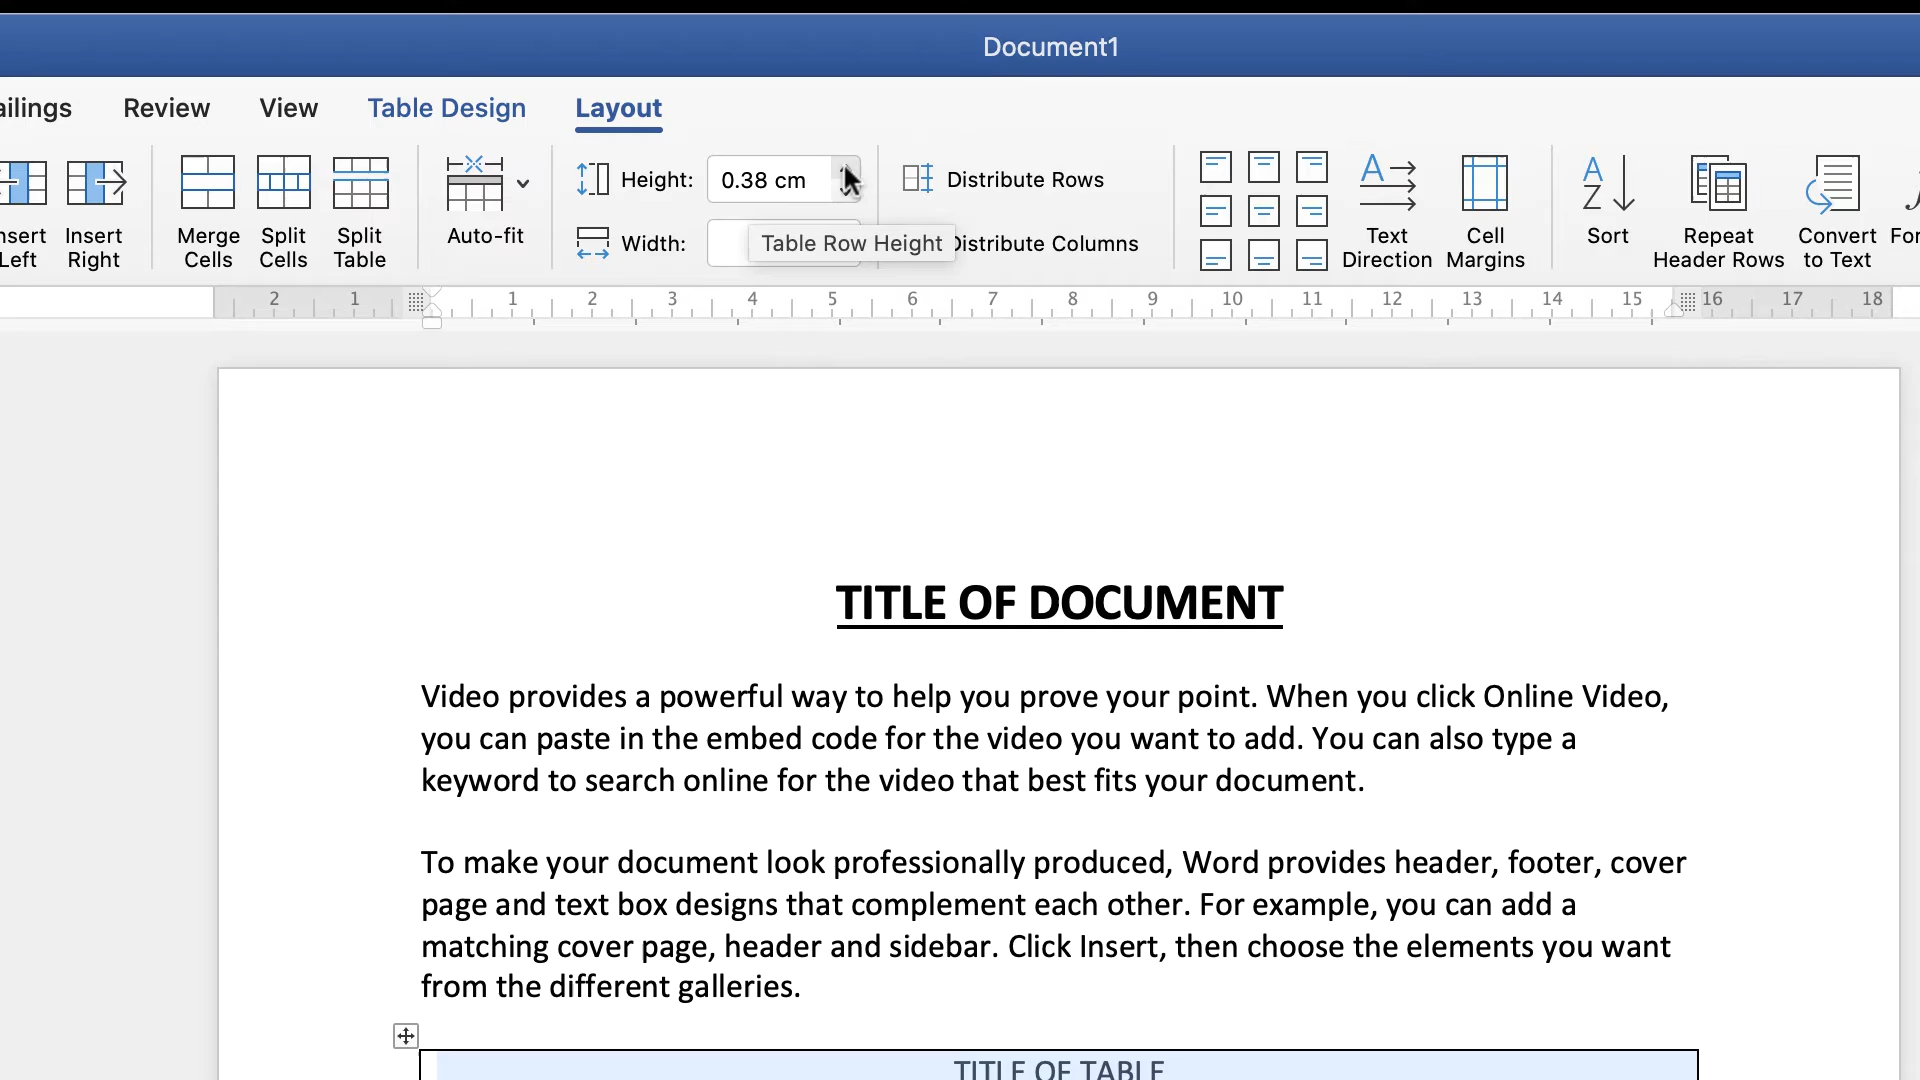 Document1
ailings Review View Table Design Layout
nsert Left
Insert Right
Merge Cells
Split Cells
Split Table
Auto-fit
Height: 0.38 cm
Width:
Table Row Height
Distribute Rows
Distribute Columns
Text Direction
Cell Margins
A Z
Sort
Repeat Header Rows
Convert to Text
For
2 1 1 2 3 4 5 6 7 8 9 10 11 12 13 14 15 16 17 18
TITLE OF DOCUMENT
Video provides a powerful way to help you prove your point. When you click Online Video,
you can paste in the embed code for the video you want to add. You can also type a
keyword to search online for the video that best fits your document.
To make your document look professionally produced, Word provides header, footer, cover
page and text box designs that complement each other. For example, you can add a
matching cover page, header and sidebar. Click Insert, then choose the elements you want
from the different galleries.
TITLE OF TABLE